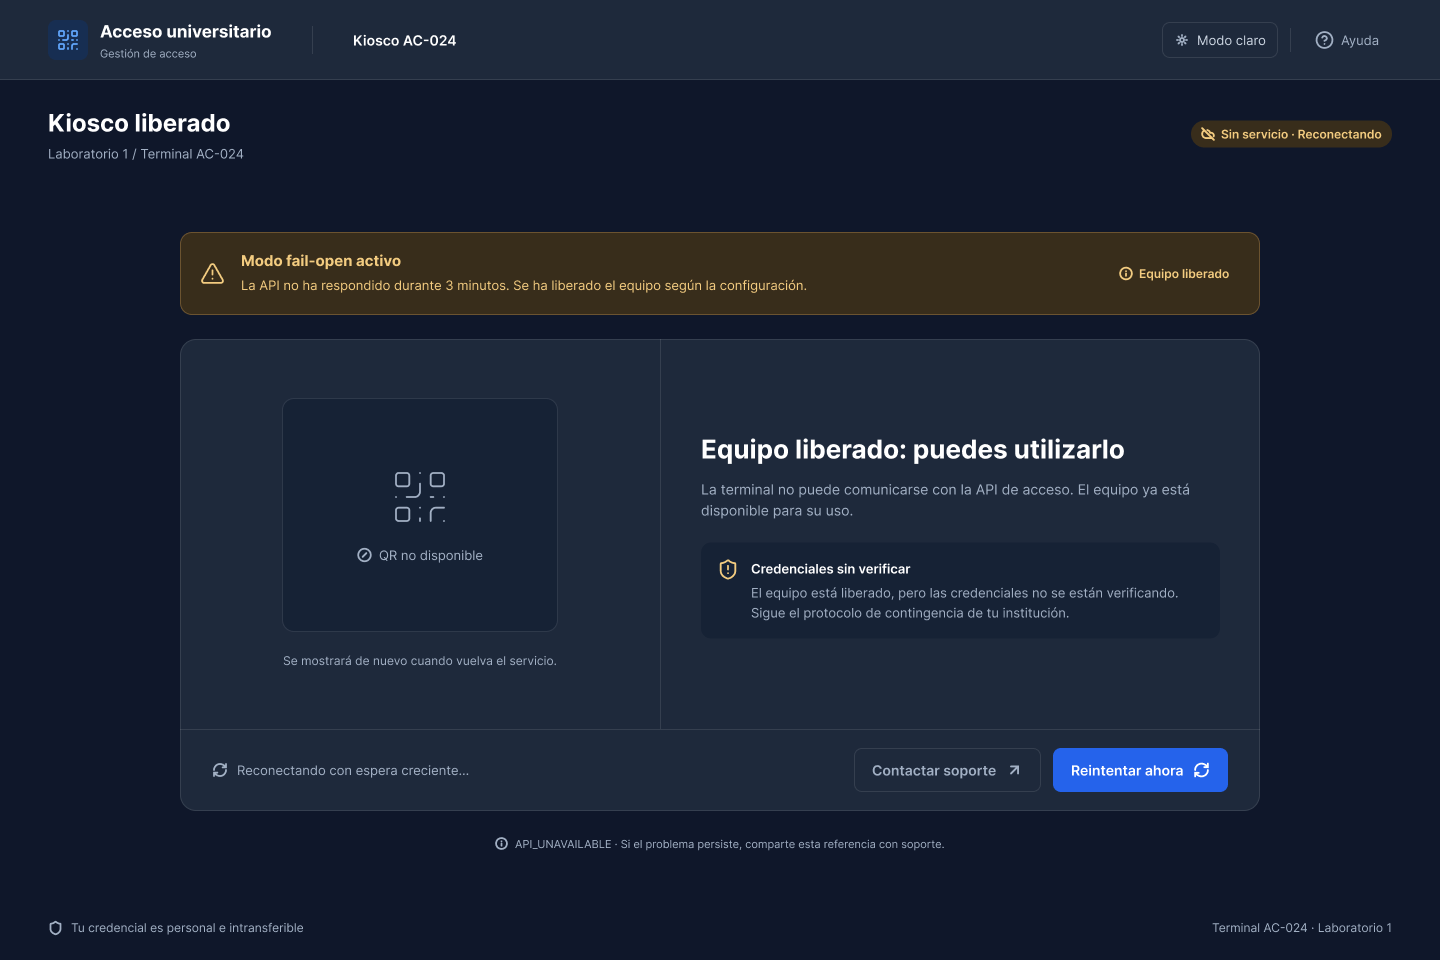 Acceso universitario
Gestión de acceso
Kiosco AC-024
Modo claro
Ayuda
Kiosco liberado
Laboratorio 1 / Terminal AC-024
Sin servicio · Reconectando
Modo fail-open activo
La API no ha respondido durante 3 minutos. Se ha liberado el equipo según la configuración.
Equipo liberado
QR no disponible
Se mostrará de nuevo cuando vuelva el servicio.
Equipo liberado: puedes utilizarlo
La terminal no puede comunicarse con la API de acceso. El equipo ya está
disponible para su uso.
Credenciales sin verificar
El equipo está liberado, pero las credenciales no se están verificando.
Sigue el protocolo de contingencia de tu institución.
Reconectando con espera creciente...
Contactar soporte
Reintentar ahora
API_UNAVAILABLE · Si el problema persiste, comparte esta referencia con soporte.
Tu credencial es personal e intransferible
Terminal AC-024 · Laboratorio 1